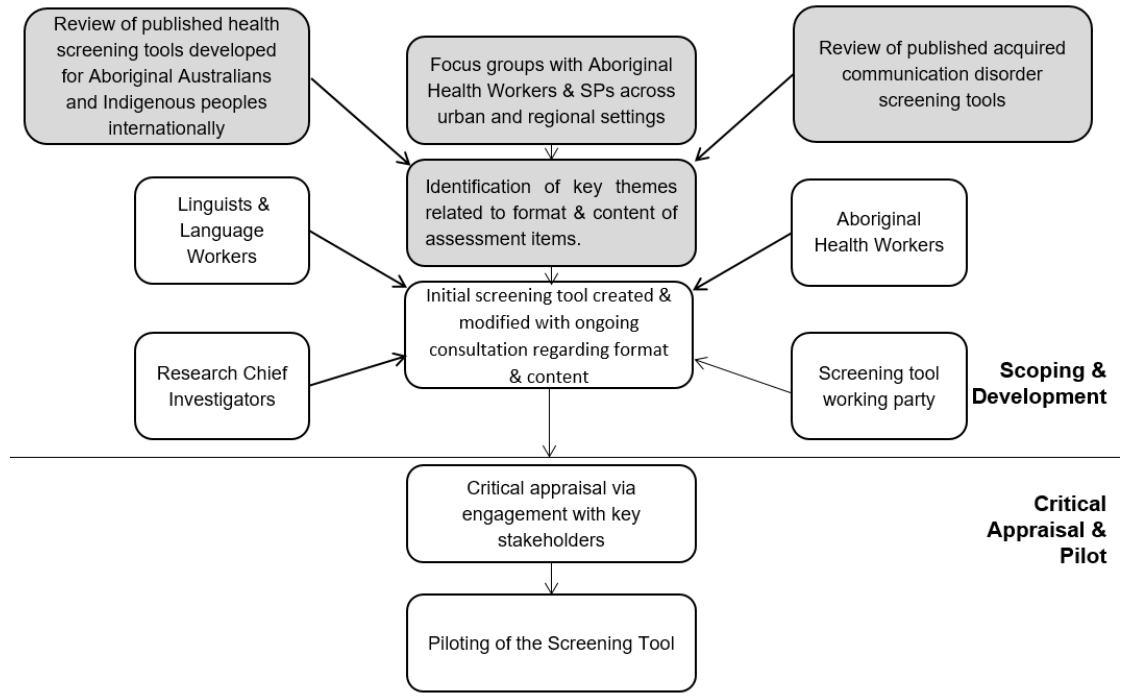 Review of published health
screening tools developed
for Aboriginal Australians
and Indigenous peoples
internationally
Focus groups with Aboriginal
Health Workers & SPs across
urban and regional settings
Review of published acquired
communication disorder
screening tools
Identification of key themes
related to format & content of
assessment items.
Linguists &
Language
Workers
Aboriginal
Health Workers
Initial screening tool created &
modified with ongoing
consultation regarding format
& content
Research Chief
Investigators
Screening tool
working party
Scoping &
Development
Critical appraisal via
engagement with key
stakeholders
Critical
Appraisal &
Pilot
Piloting of the Screening Tool